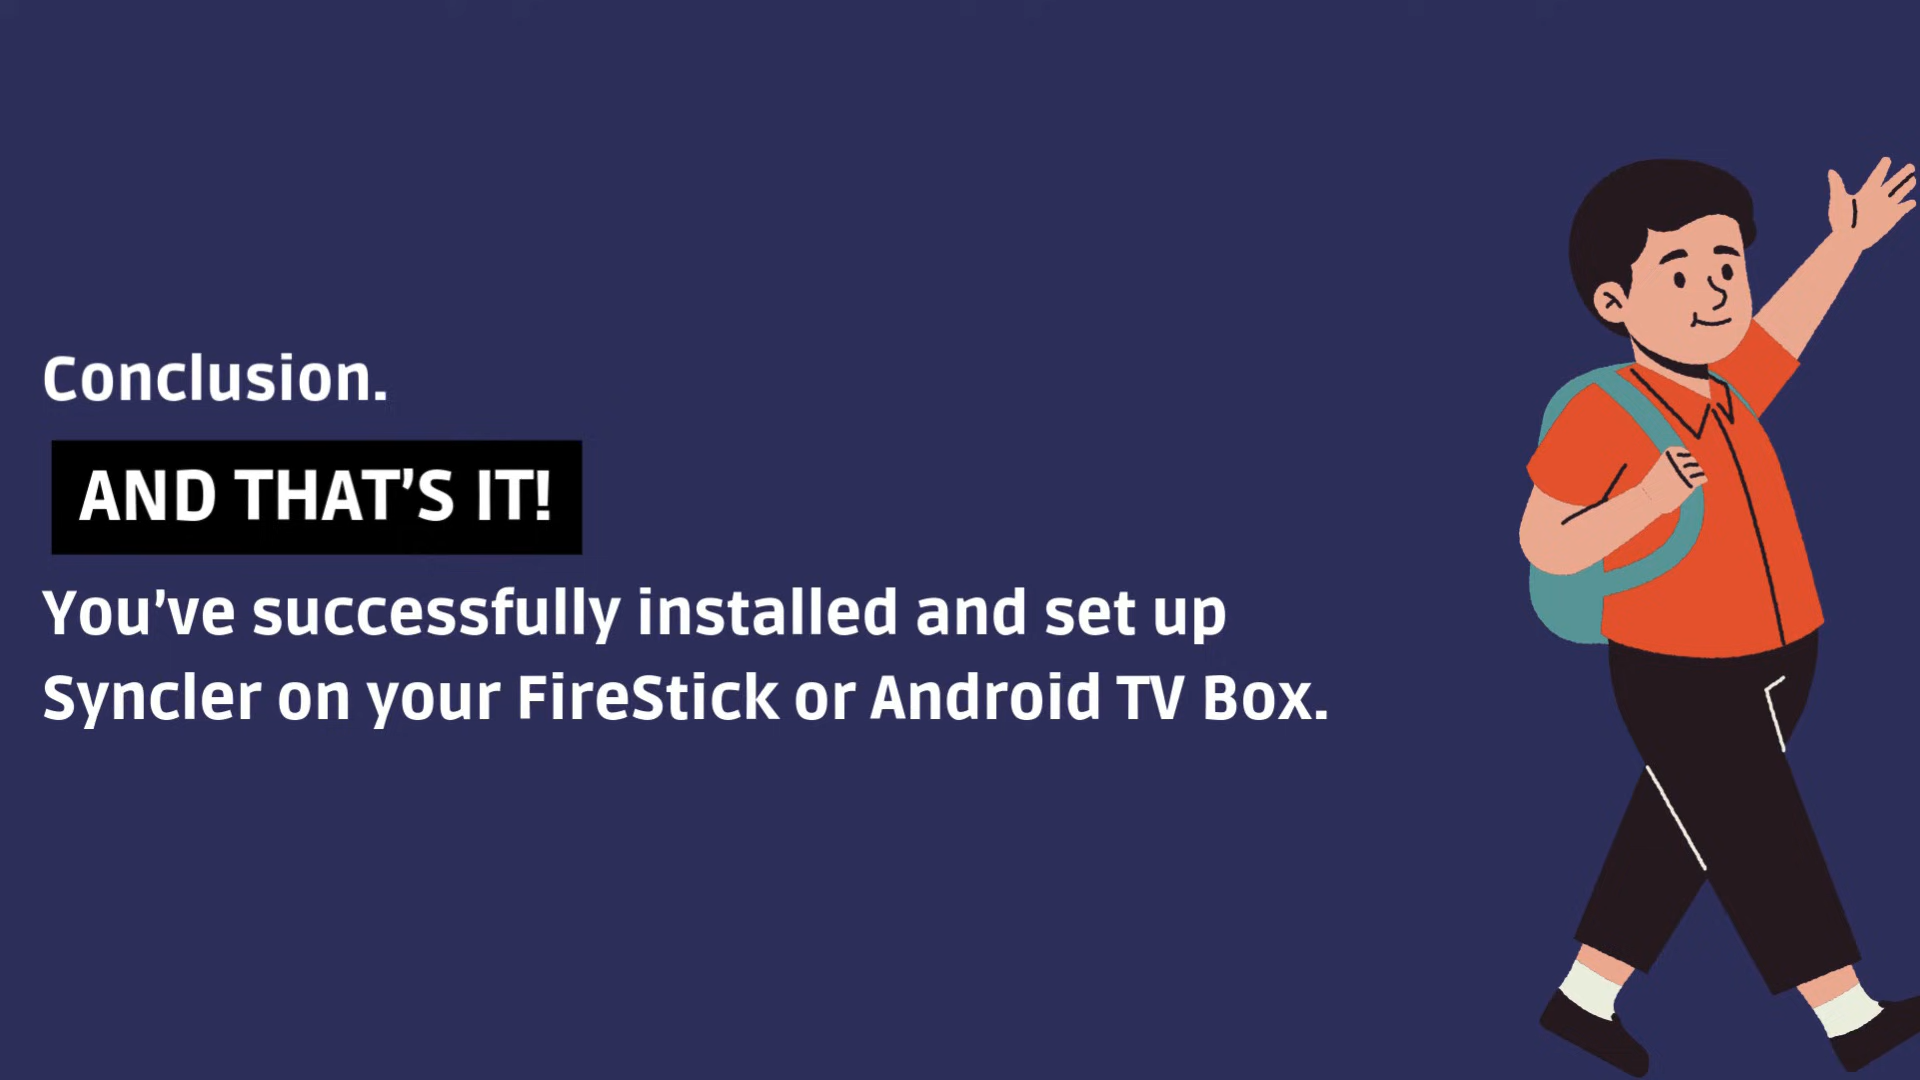 Conclusion.
AND THAT’S IT!
You’ve successfully installed and set up
Syncler on your FireStick or Android TV Box.